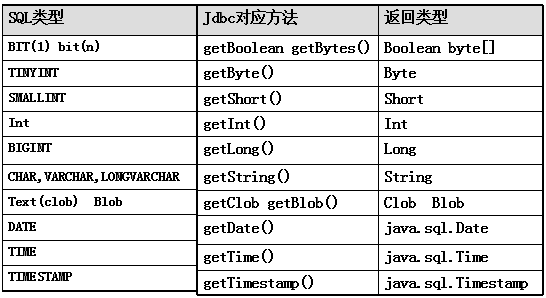 SQL类型 Jdbc对应方法 返回类型
BIT(1) bit(n) getBoolean getBytes() Boolean byte[]
TINYINT getByte() Byte
SMALLINT getShort() Short
Int getInt() Int
BIGINT getLong() Long
CHAR,VARCHAR,LONGVARCHAR getString() String
Text(clob) Blob getClob getBlob() Clob Blob
DATE getDate() java.sql.Date
TIME getTime() java.sql.Time
TIMESTAMP getTimestamp() java.sql.Timestamp